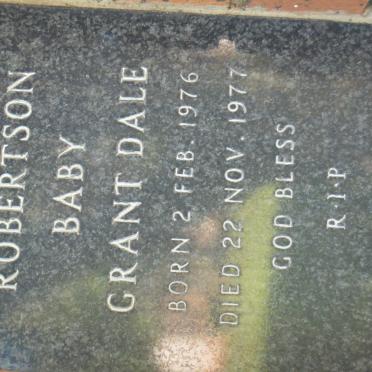 ROBERTSON
BABY
GRANT DALE
BORN 2 FEB. 1976
DIED 22 NOV. 1977
GOD BLESS
R.I.P